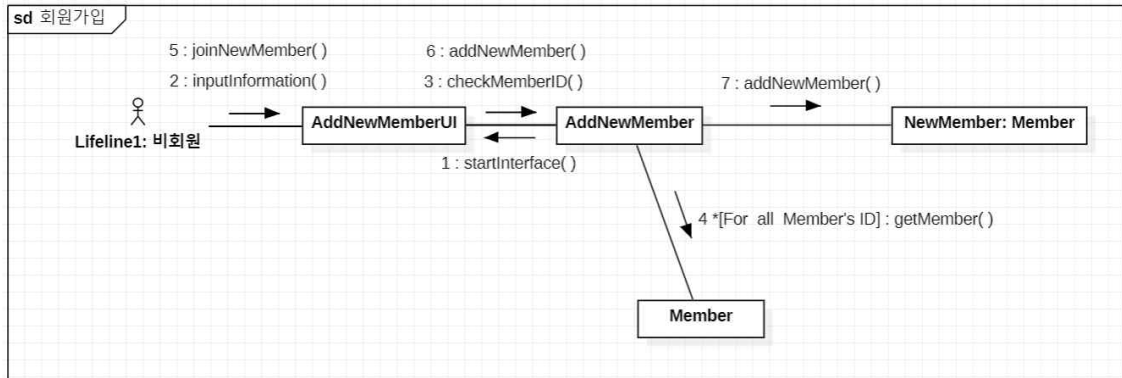 sd 회원가입
5 : joinNewMember( )
6 : addNewMember( )
2 : inputInformation( )
3 : checkMemberID( )
7 : addNewMember( )
AddNewMemberUI
AddNewMember
NewMember: Member
Lifeline1: 비회원
1 : startInterface( )
4 *[For all Member's ID] : getMember( )
Member